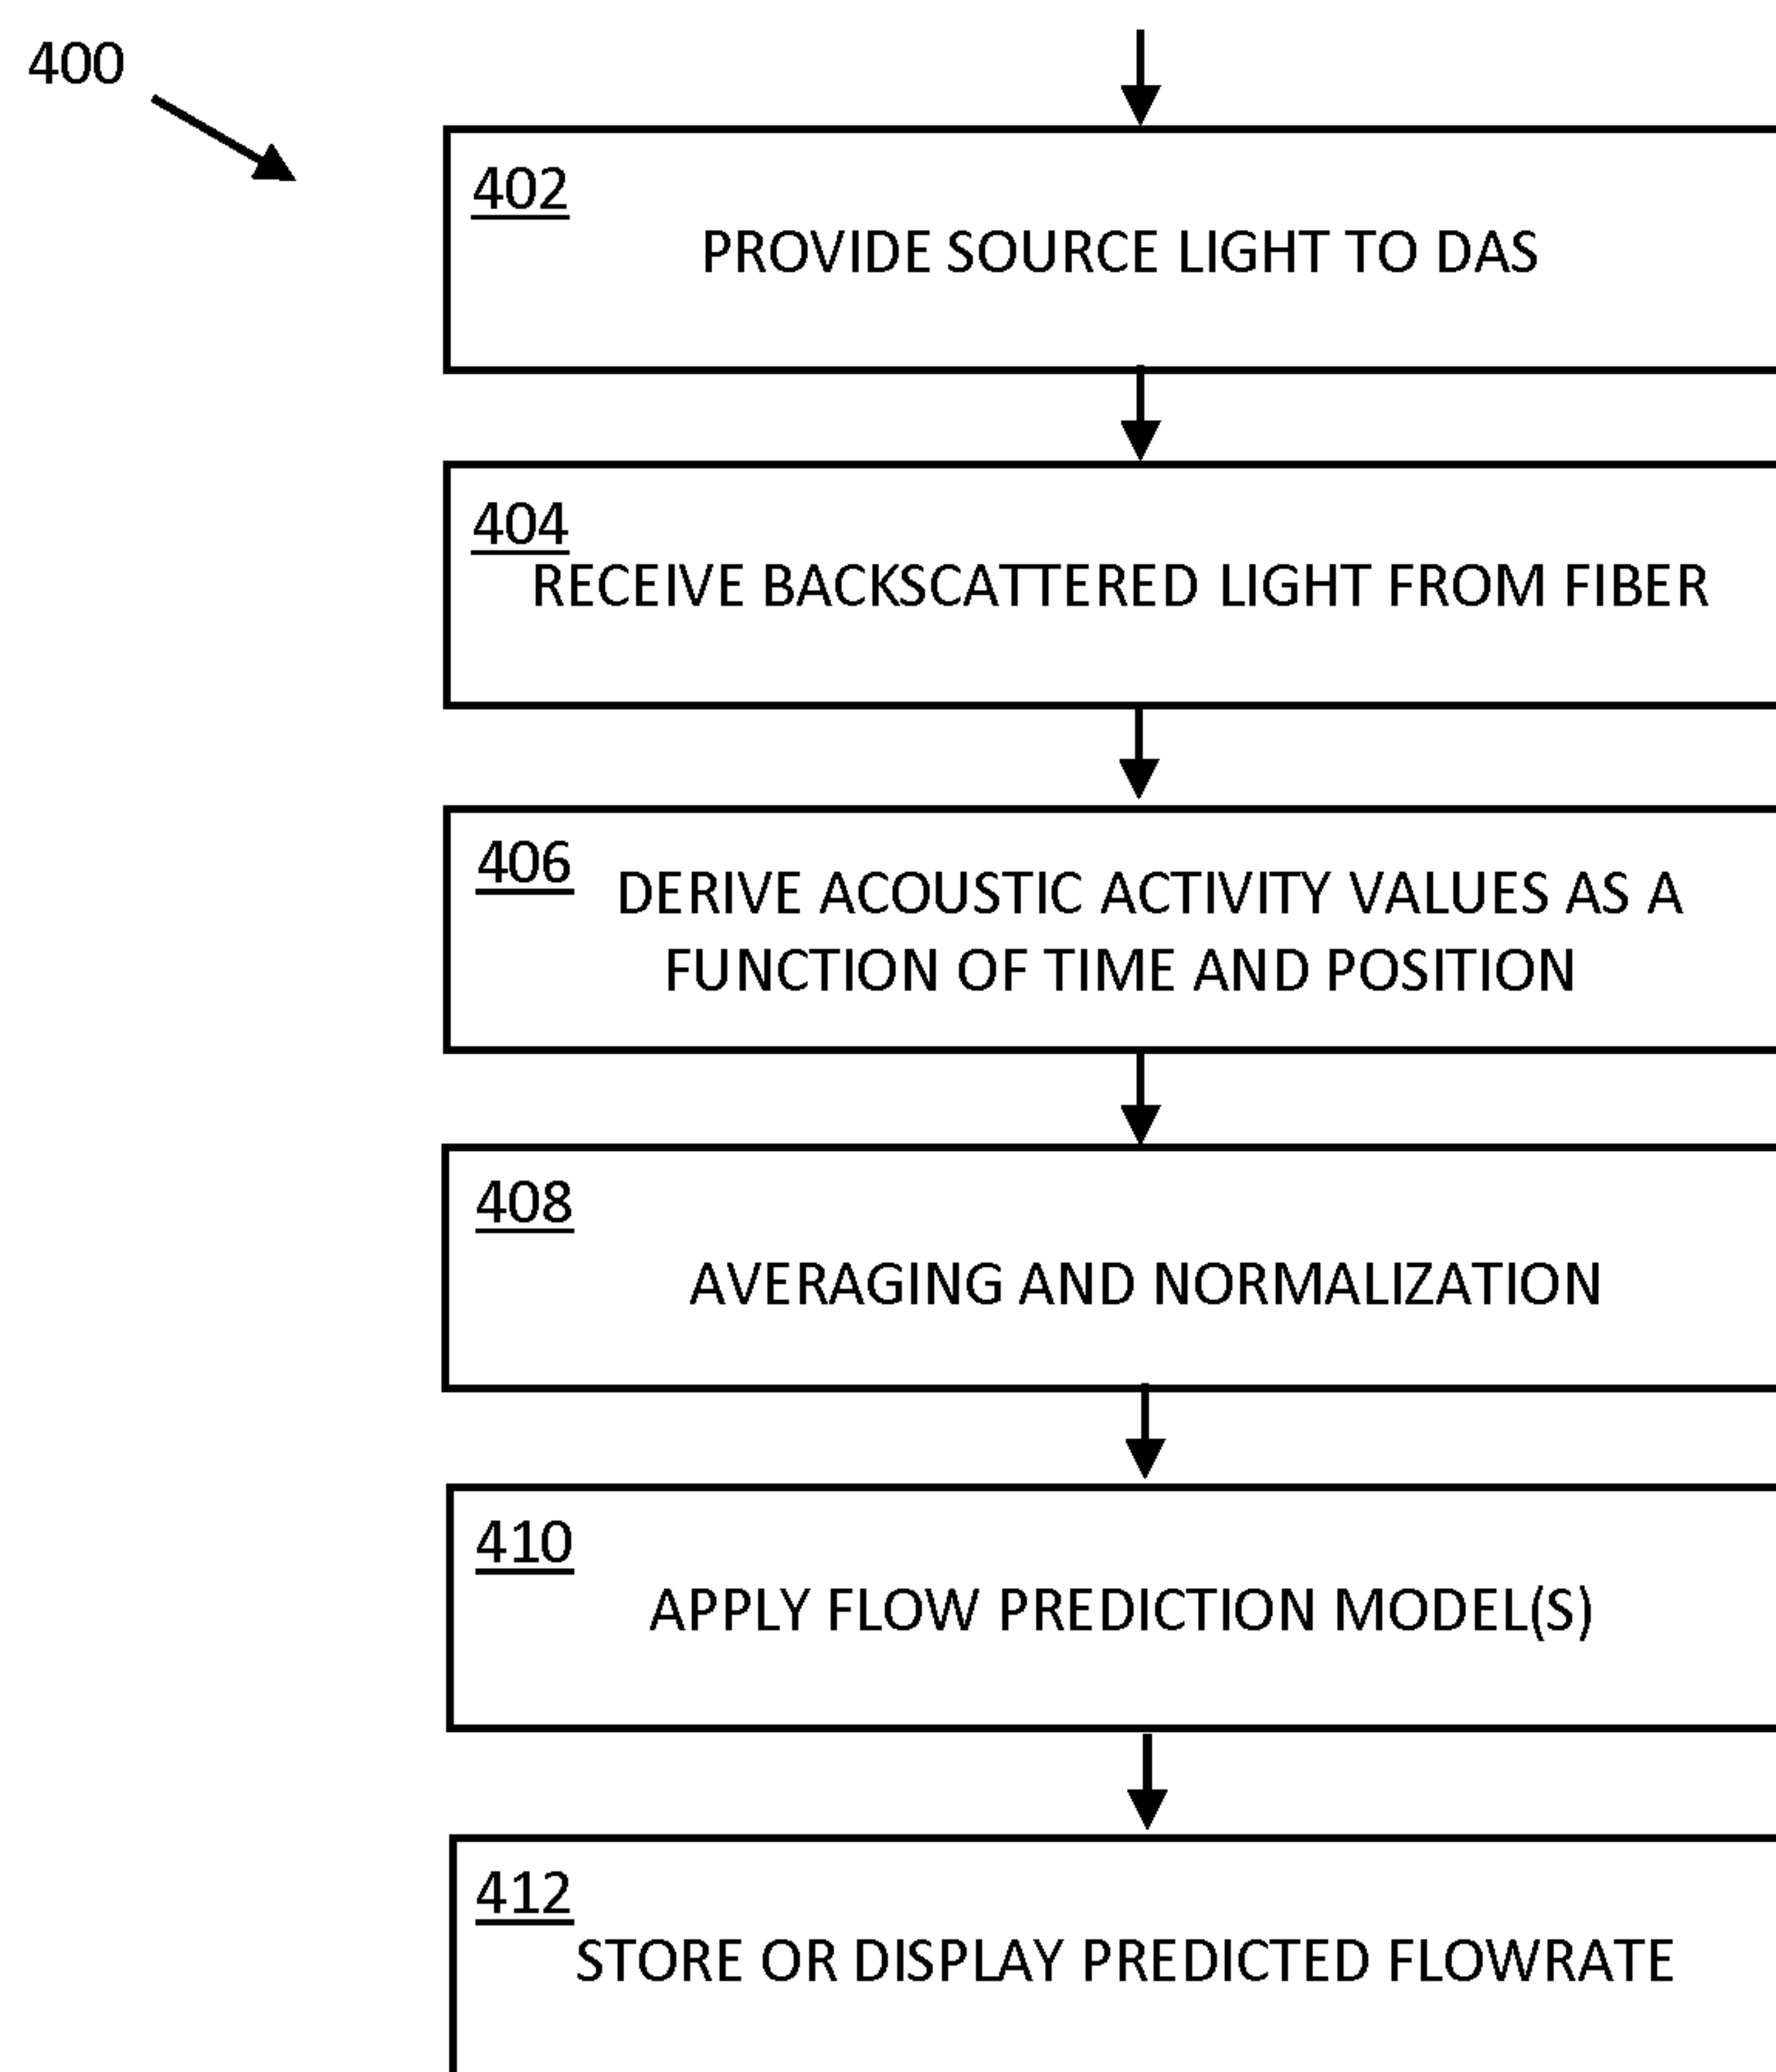 400
402
PROVIDE SOURCE LIGHT TO DAS
404
RECEIVE BACKSCATTERED LIGHT FROM FIBER
406
DERIVE ACOUSTIC ACTIVITY VALUES AS A
FUNCTION OF TIME AND POSITION
408
AVERAGING AND NORMALIZATION
410
APPLY FLOW PREDICTION MODEL(S)
412
STORE OR DISPLAY PREDICTED FLOWRATE